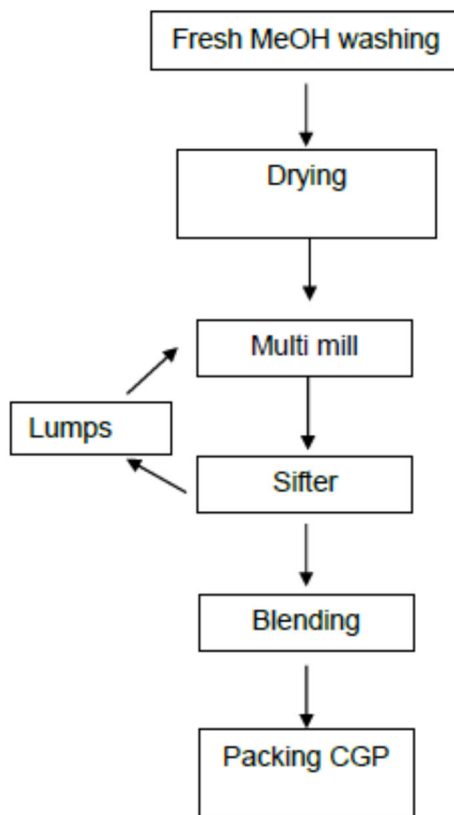 Fresh MeOH washing
Drying
Multi mill
Lumps
Sifter
Blending
Packing CGP